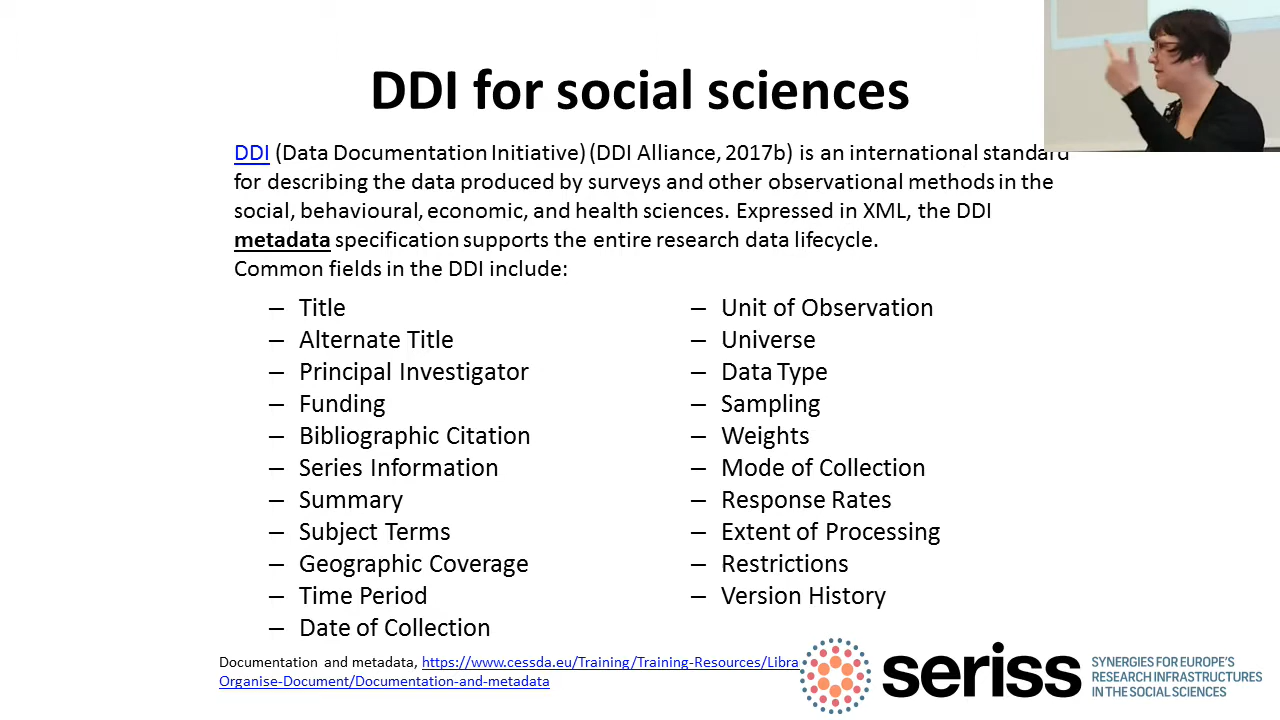 DDI for social sciences
DDI (Data Documentation Initiative) (DDI Alliance, 2017b) is an international standard
for describing the data produced by surveys and other observational methods in the
social, behavioural, economic, and health sciences. Expressed in XML, the DDI
metadata specification supports the entire research data lifecycle.
Common fields in the DDI include:
– Title
– Alternate Title
– Principal Investigator
– Funding
– Bibliographic Citation
– Series Information
– Summary
– Subject Terms
– Geographic Coverage
– Time Period
– Date of Collection
– Unit of Observation
– Universe
– Data Type
– Sampling
– Weights
– Mode of Collection
– Response Rates
– Extent of Processing
– Restrictions
– Version History
Documentation and metadata, https://www.cessda.eu/Training/Training-Resources/Libra
Organise-Document/Documentation-and-metadata
seriss
SYNERGIES FOR EUROPE'S
RESEARCH INFRASTRUCTURES
IN THE SOCIAL SCIENCES